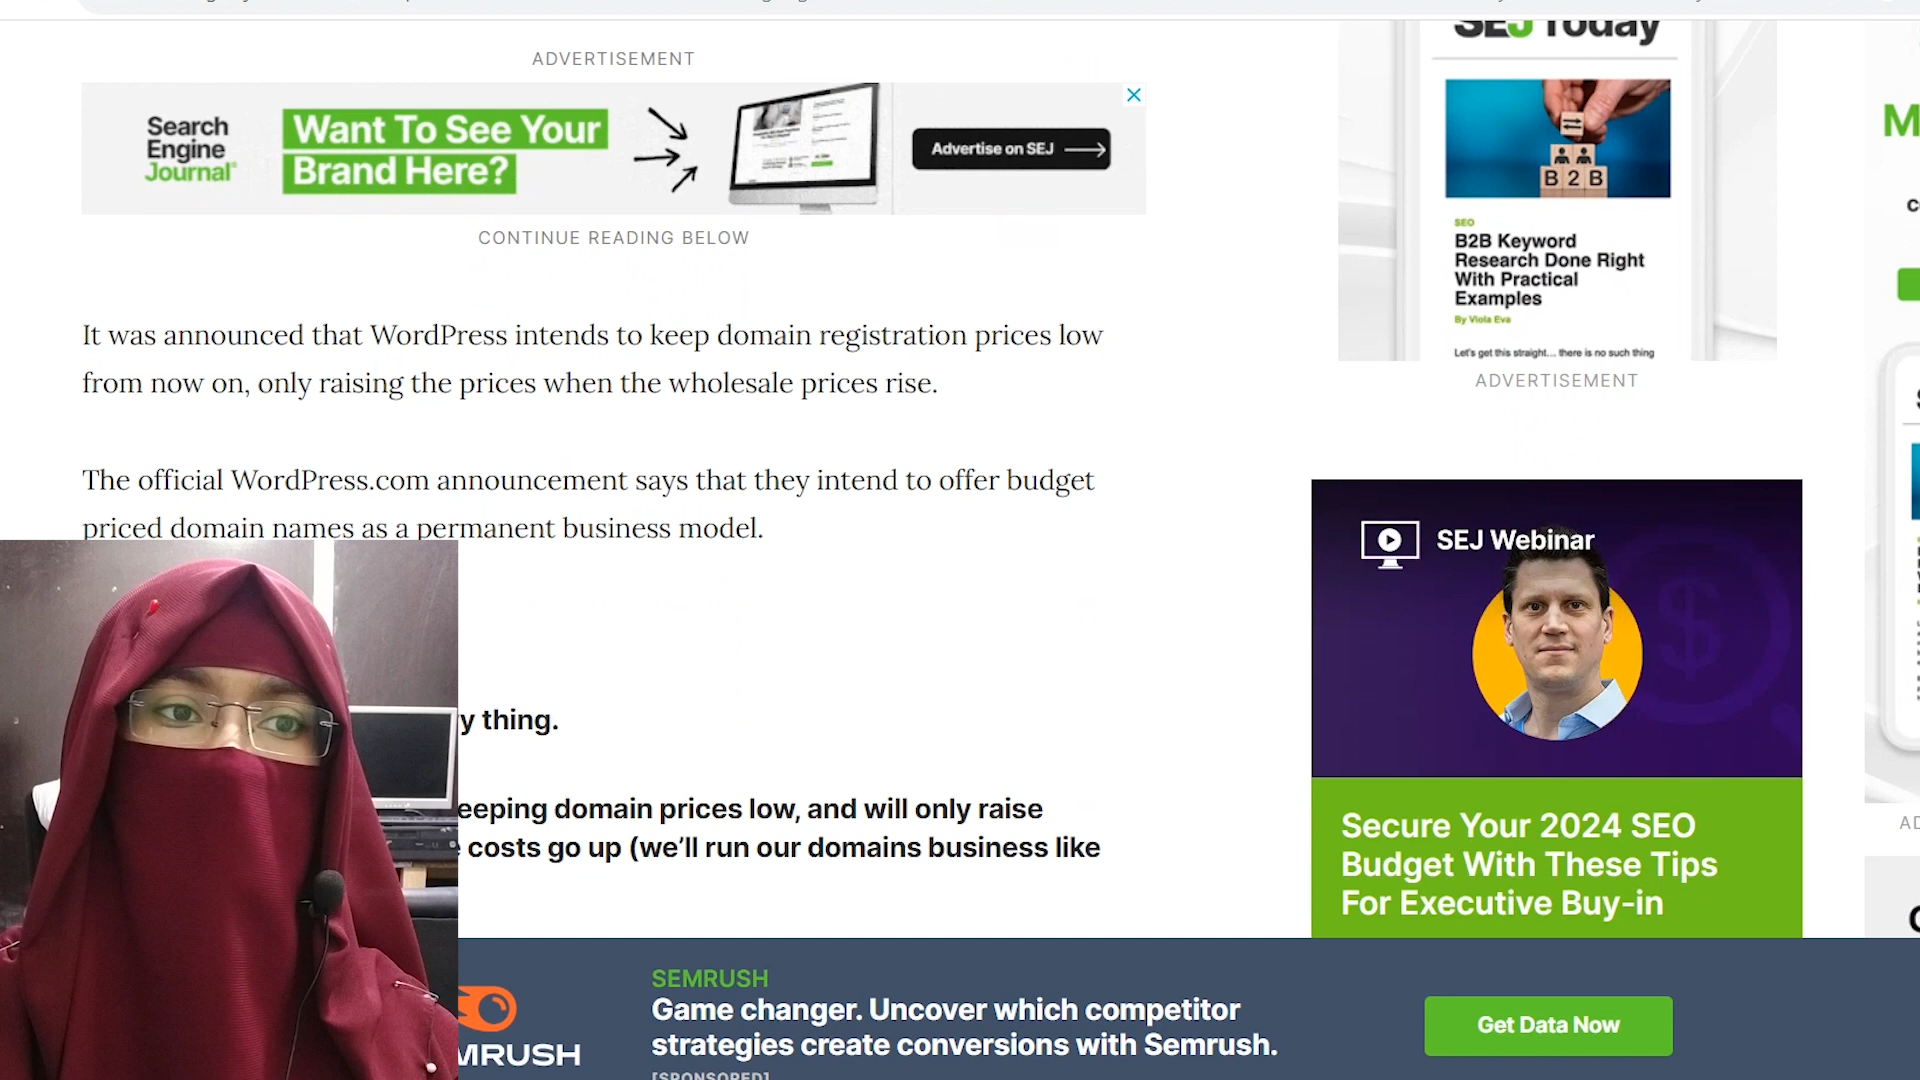 ADVERTISEMENT
Search
Engine
Journal
Want To See Your
Brand Here?
Advertise on SEJ
CONTINUE READING BELOW
It was announced that WordPress intends to keep domain registration prices low
from now on, only raising the prices when the wholesale prices rise.
The official WordPress.com announcement says that they intend to offer budget
priced domain names as a permanent business model.
y thing.
eeping domain prices low, and will only raise
costs go up (we’ll run our domains business like
SEJ Today
B2B
SEO
B2B Keyword
Research Done Right
With Practical
Examples
By Viola Eva
Let's get this straight... there is no such thing
ADVERTISEMENT
SEJ Webinar
$
Secure Your 2024 SEO
Budget With These Tips
For Executive Buy-in
M
AD
MRUSH
SEMRUSH
Game changer. Uncover which competitor
strategies create conversions with Semrush.
[SPONSORED]
Get Data Now